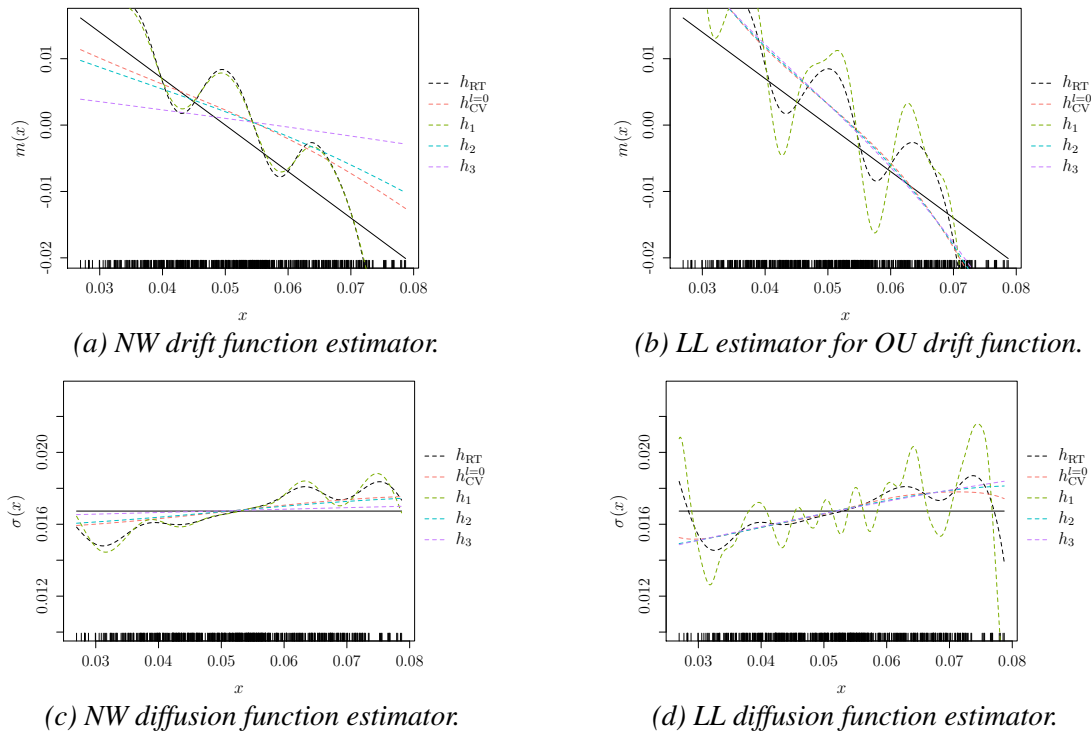 m(x)
0.01
0.00
-0.01
-0.02
0.03 0.04 0.05 0.06 0.07 0.08
x
h_RT
h_CV^{l=0}
h_1
h_2
h_3
(a) NW drift function estimator.
m(x)
0.01
0.00
-0.01
-0.02
0.03 0.04 0.05 0.06 0.07 0.08
x
h_RT
h_CV^{l=0}
h_1
h_2
h_3
(b) LL estimator for OU drift function.
σ(x)
0.020
0.016
0.012
0.03 0.04 0.05 0.06 0.07 0.08
x
h_RT
h_CV^{l=0}
h_1
h_2
h_3
(c) NW diffusion function estimator.
σ(x)
0.020
0.016
0.012
0.03 0.04 0.05 0.06 0.07 0.08
x
h_RT
h_CV^{l=0}
h_1
h_2
h_3
(d) LL diffusion function estimator.